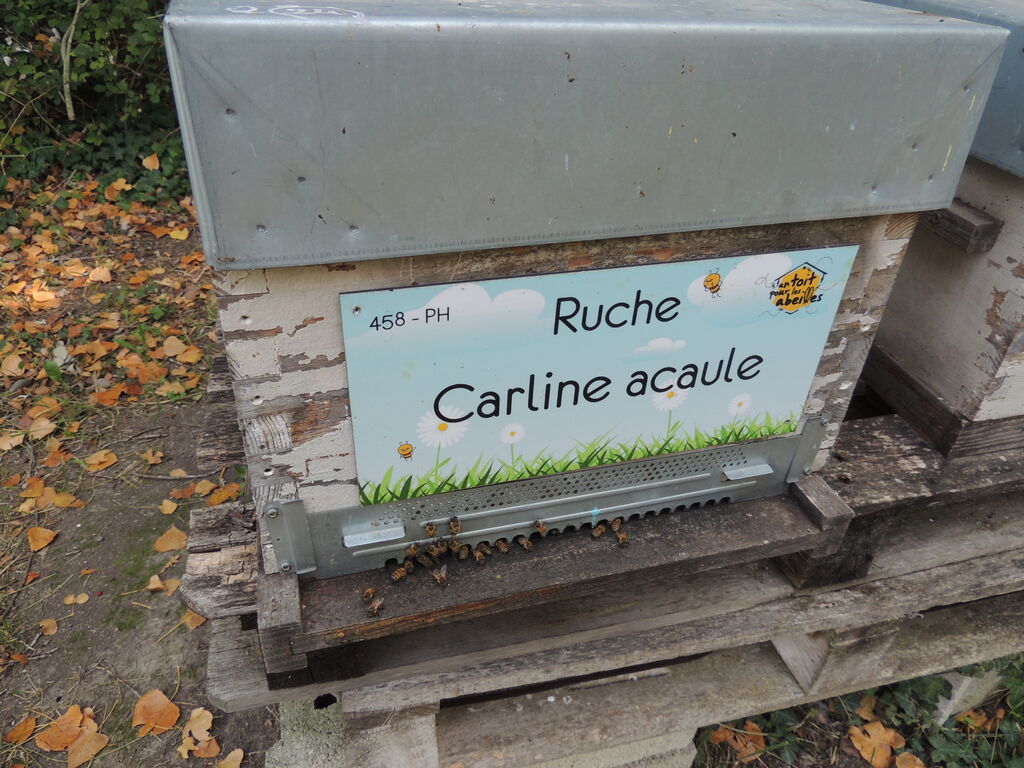 458 - PH
Ruche
un toit
pour les
abeilles
Carline acaule